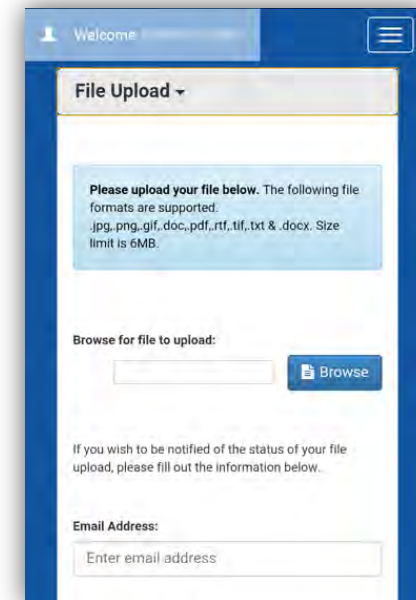 Welcome
File Upload
Please upload your file below. The following file
formats are supported.
.jpg,.png,.gif,.doc,.pdf,.rtf,.tif,.txt & .docx. Size
limit is 6MB.
Browse for file to upload:
Browse
If you wish to be notified of the status of your file
upload, please fill out the information below.
Email Address:
Enter email address